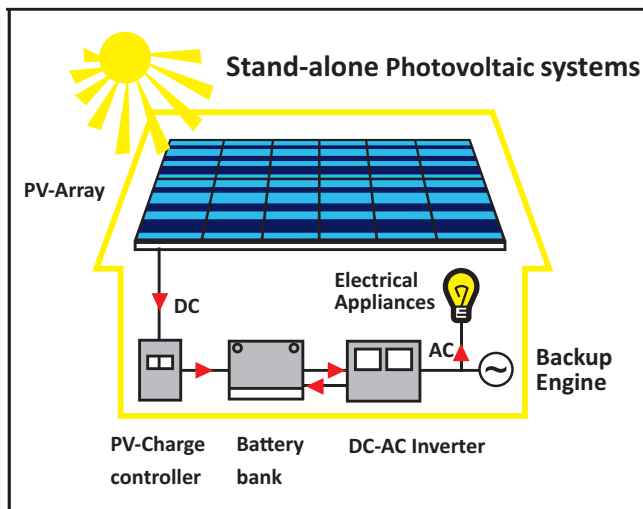 Stand-alone Photovoltaic systems
PV-Array
DC
Electrical
Appliances
AC
~
Backup
Engine
PV-Charge
controller
Battery
bank
DC-AC Inverter